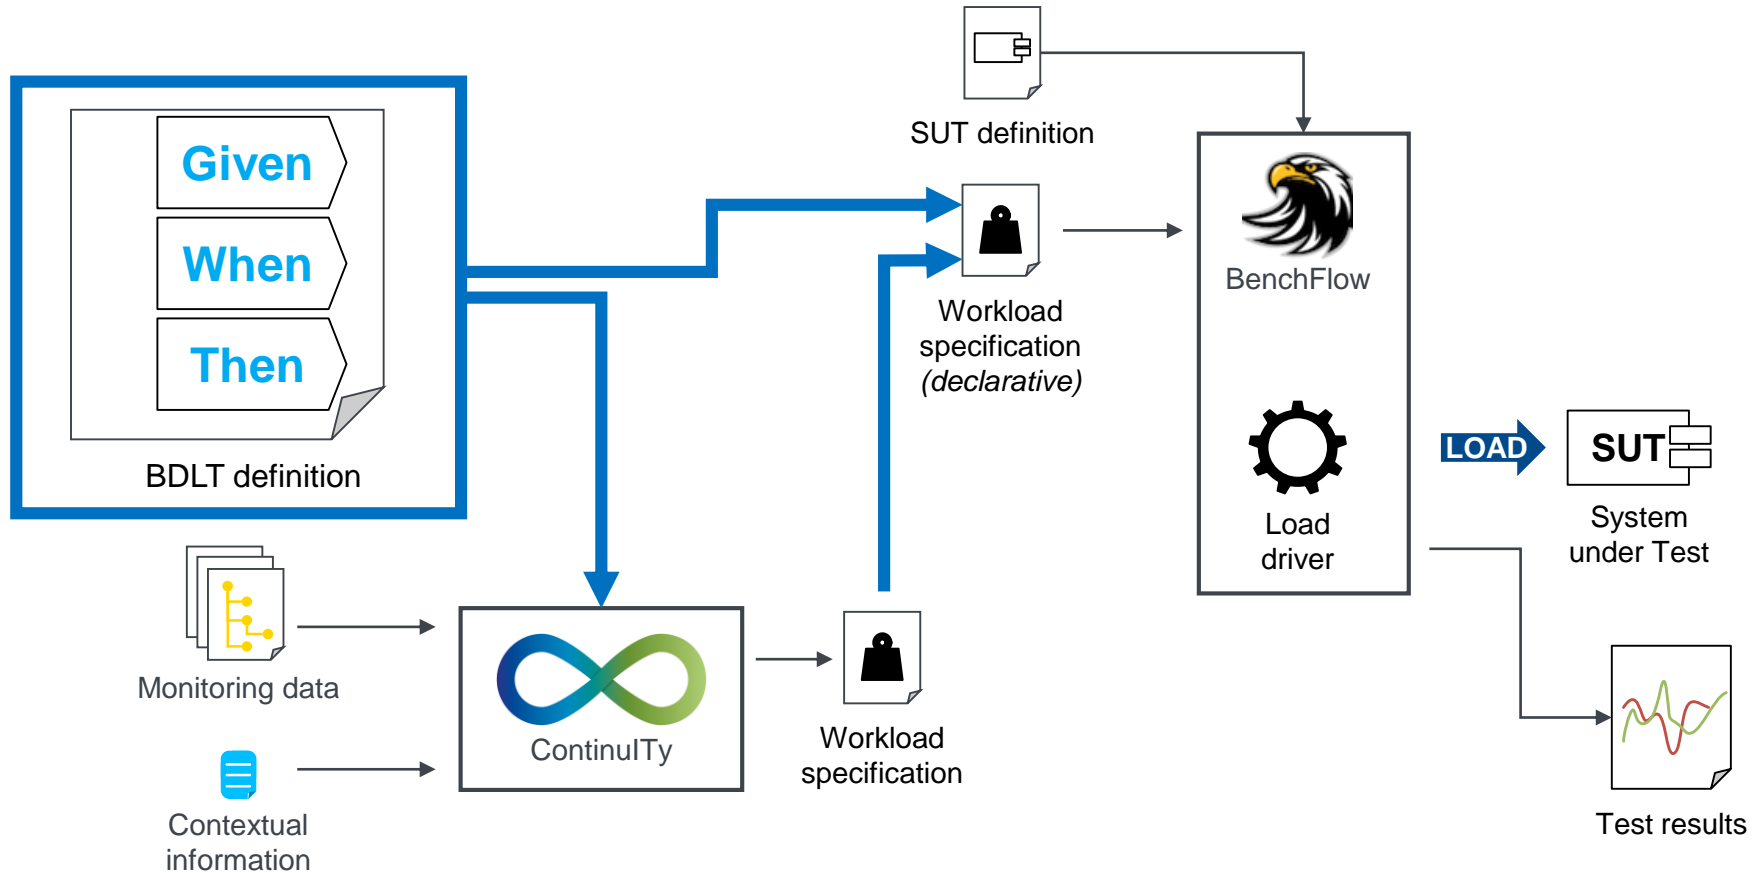 Given
When
Then
BDLT definition
Monitoring data
Contextual
information
ContinuITy
Workload
specification
SUT definition
Workload
specification
(declarative)
BenchFlow
Load
driver
LOAD
SUT
System
under Test
Test results